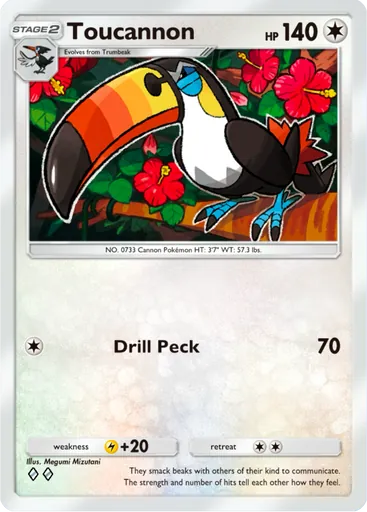 STAGE2 Toucannon HP 140
Evolves from Trumbeak
NO. 0733 Cannon Pokémon HT: 3'7" WT: 57.3 lbs.
Drill Peck 70
weakness +20 retreat
Illus. Megumi Mizutani
They smack beaks with others of their kind to communicate.
The strength and number of hits tell each other how they feel.